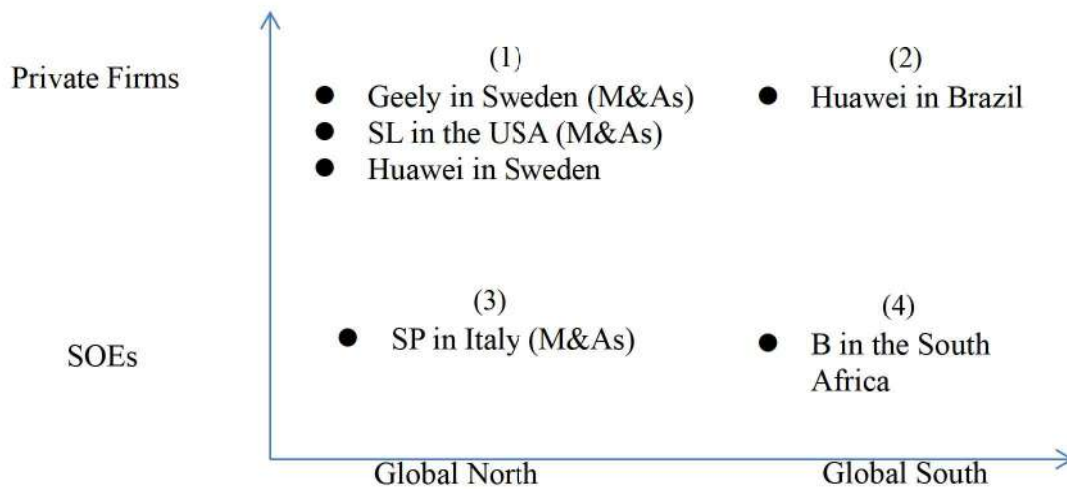 (1)
(2)
Private Firms
● Geely in Sweden (M&As)
● Huawei in Brazil
● SL in the USA (M&As)
● Huawei in Sweden
(3)
(4)
SOEs
● SP in Italy (M&As)
● B in the South
Africa
Global North
Global South